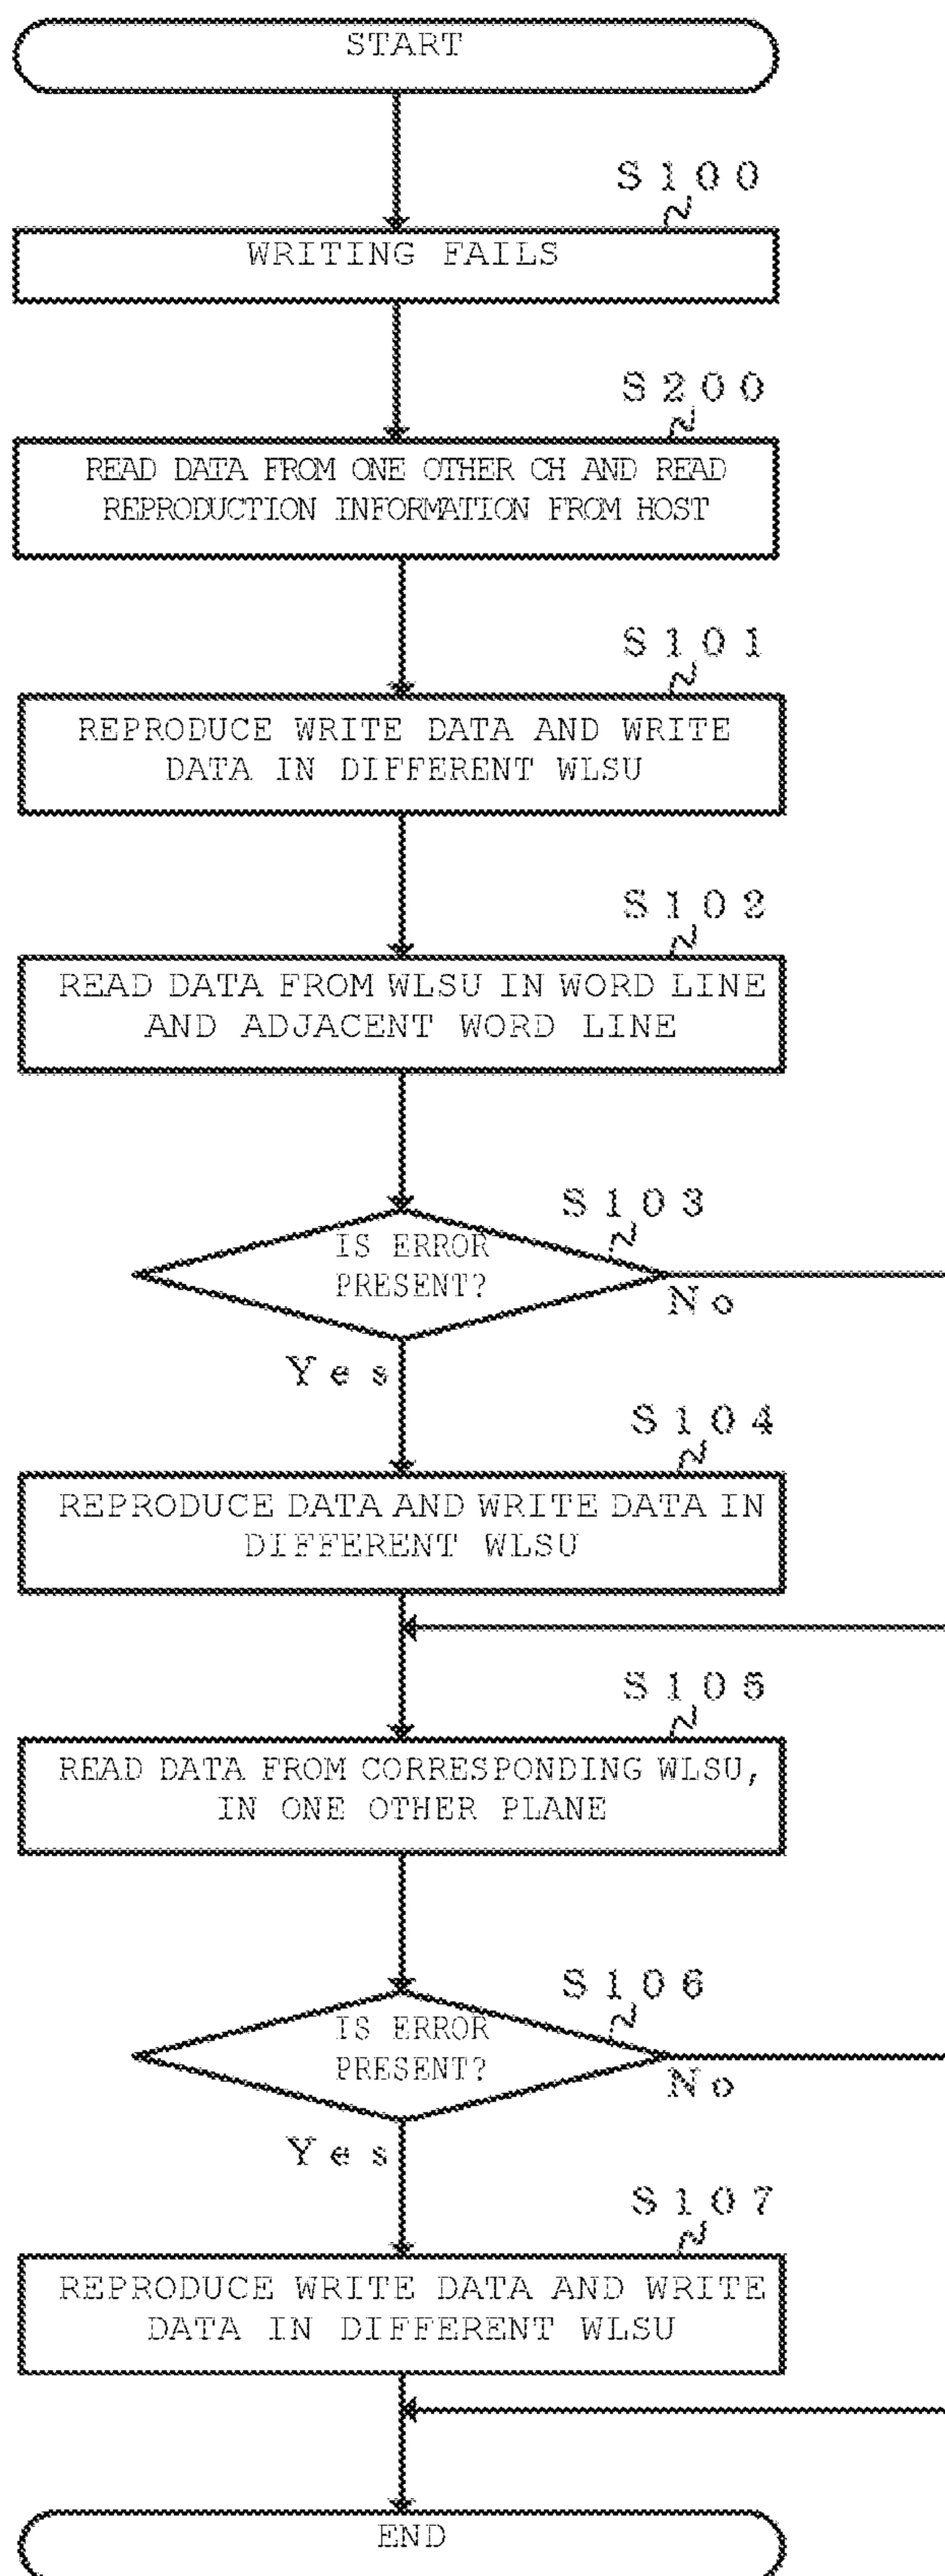 START
S100
WRITING FAILS
S200
READ DATA FROM ONE OTHER CH AND READ
REPRODUCTION INFORMATION FROM HOST
S101
REPRODUCE WRITE DATA AND WRITE
DATA IN DIFFERENT WLSU
S102
READ DATA FROM WLSU IN WORD LINE
AND ADJACENT WORD LINE
S103
IS ERROR
PRESENT?
No
Yes
S104
REPRODUCE DATA AND WRITE DATA IN
DIFFERENT WLSU
S105
READ DATA FROM CORRESPONDING WLSU,
IN ONE OTHER PLANE
S106
IS ERROR
PRESENT?
No
Yes
S107
REPRODUCE WRITE DATA AND WRITE
DATA IN DIFFERENT WLSU
END